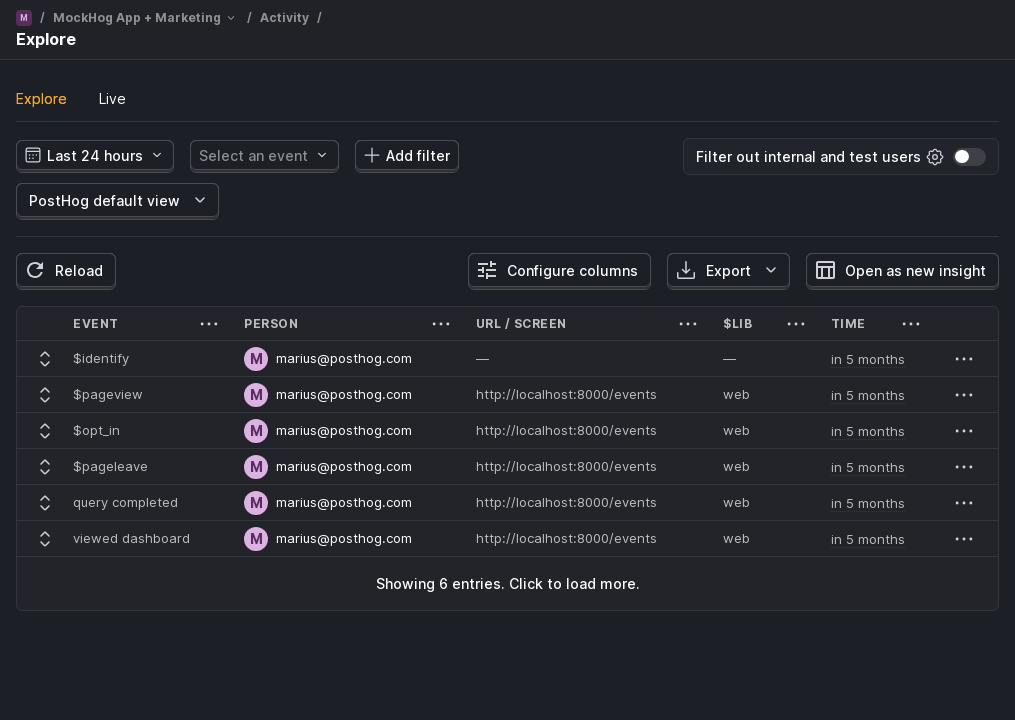 M / MockHog App + Marketing / Activity /
Explore
Explore Live
Last 24 hours Select an event Add filter Filter out internal and test users
PostHog default view
Reload Configure columns Export Open as new insight
EVENT PERSON URL / SCREEN $LIB TIME
$identify M marius@posthog.com — — in 5 months
$pageview M marius@posthog.com http://localhost:8000/events web in 5 months
$opt_in M marius@posthog.com http://localhost:8000/events web in 5 months
$pageleave M marius@posthog.com http://localhost:8000/events web in 5 months
query completed M marius@posthog.com http://localhost:8000/events web in 5 months
viewed dashboard M marius@posthog.com http://localhost:8000/events web in 5 months
Showing 6 entries. Click to load more.